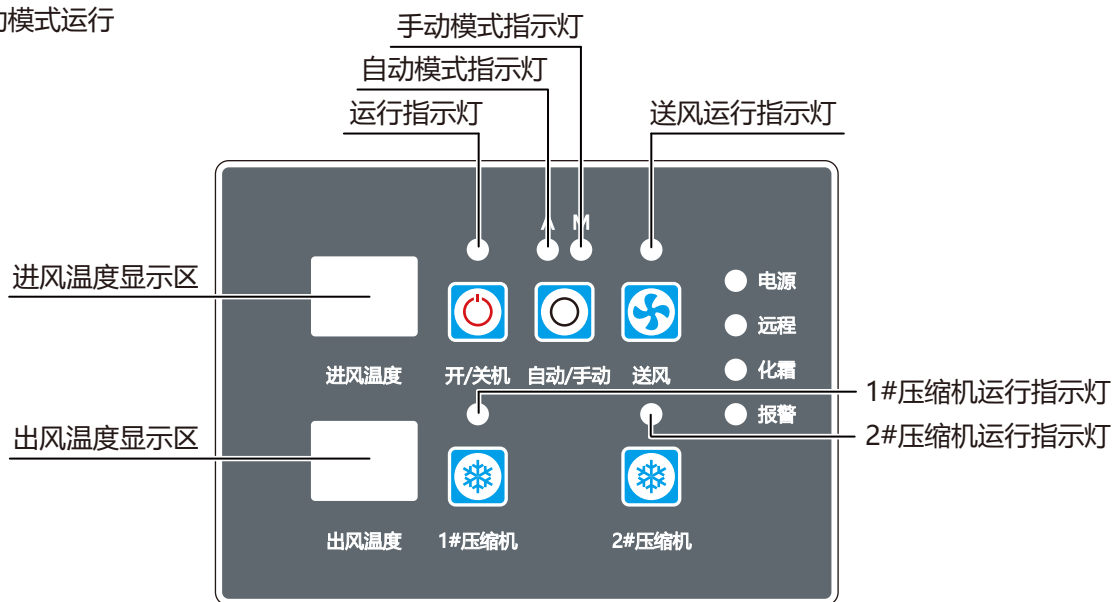 动模式运行
手动模式指示灯
自动模式指示灯
运行指示灯
送风运行指示灯
A M
进风温度显示区
电源
远程
进风温度
开/关机
自动/手动
送风
化霜
1#压缩机运行指示灯
报警
出风温度显示区
2#压缩机运行指示灯
出风温度
1#压缩机
2#压缩机